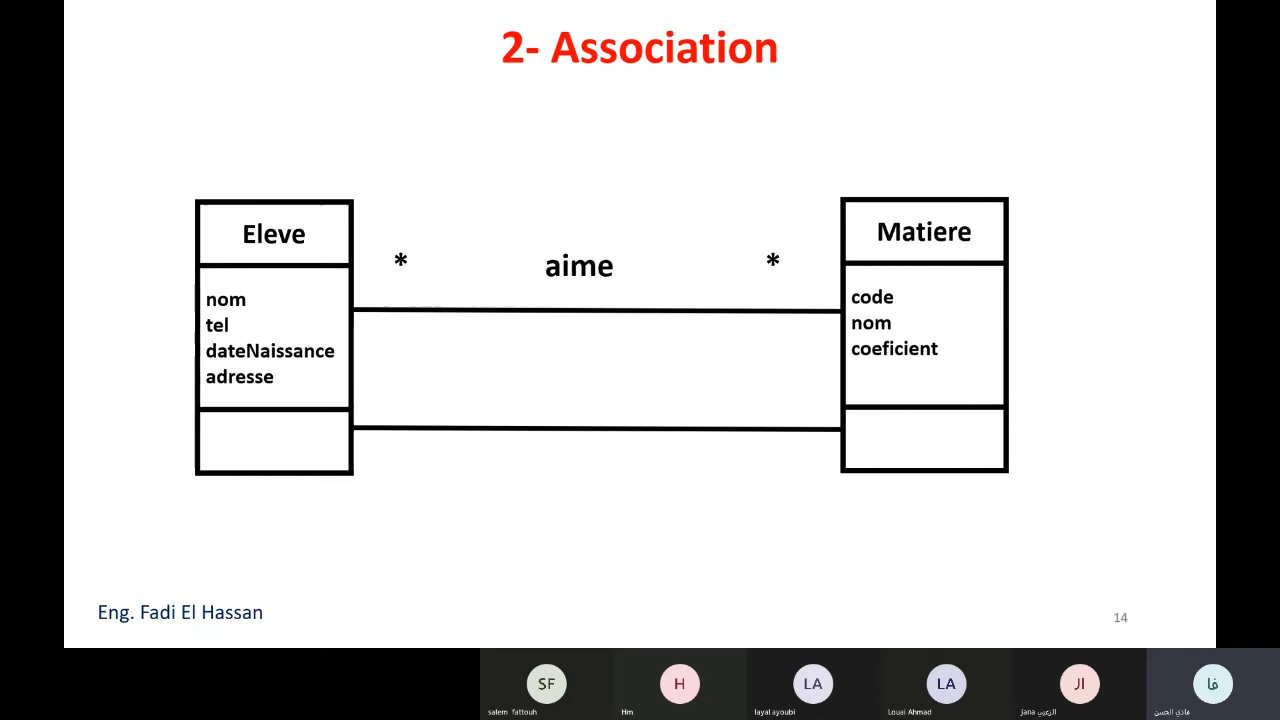 2- Association
Eleve
* aime *
Matiere
nom
tel
dateNaissance
adresse
code
nom
coeficient
Eng. Fadi El Hassan
14
SF
H
LA
LA
JI
فا
salem fattouh
Hm
layal ayoubi
Louai Ahmad
jana الزعبي
فادي الحسن